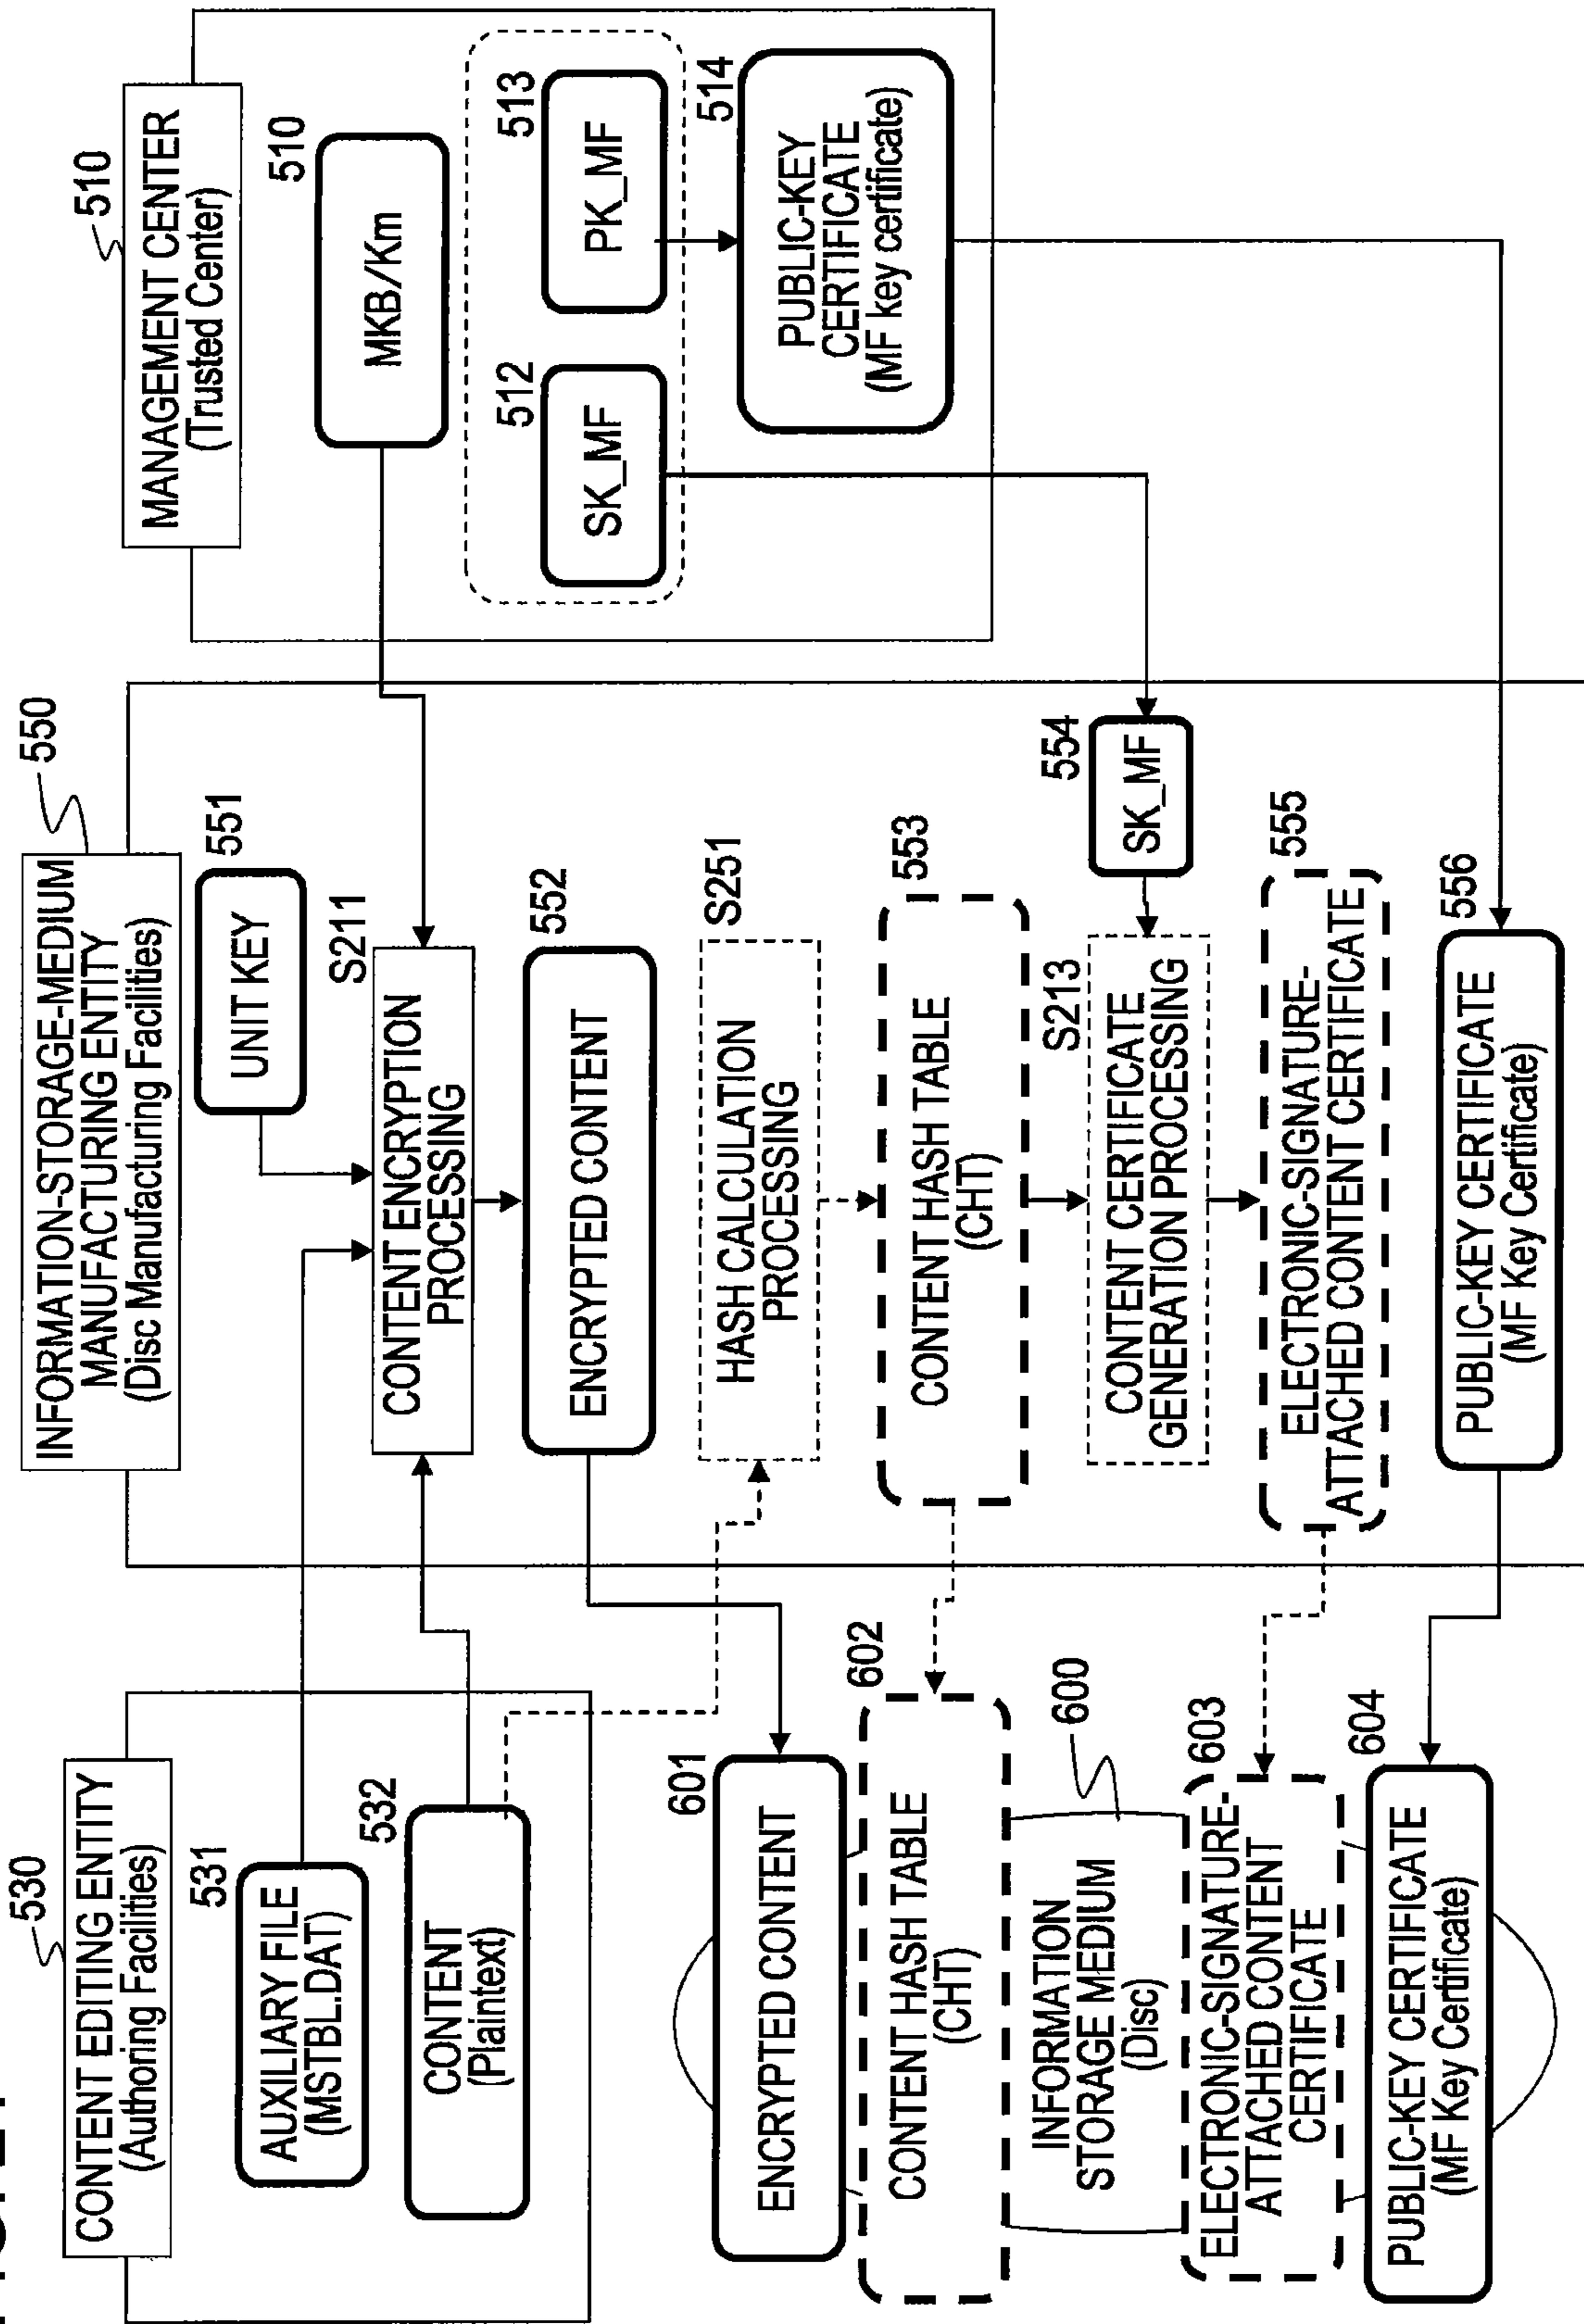 530
CONTENT EDITING ENTITY
(Authoring Facilities)
531
AUXILIARY FILE
(MSTBL.DAT)
532
CONTENT
(Plaintext)
INFORMATION-STORAGE-MEDIUM
MANUFACTURING ENTITY
(Disc Manufacturing Facilities)
550
551
UNIT KEY
S211
CONTENT ENCRYPTION
PROCESSING
552
ENCRYPTED CONTENT
S251
HASH CALCULATION
PROCESSING
553
CONTENT HASH TABLE
(CHT)
554
SK_MF
S213
CONTENT CERTIFICATE
GENERATION PROCESSING
555
ELECTRONIC-SIGNATURE-
ATTACHED CONTENT CERTIFICATE
556
PUBLIC-KEY CERTIFICATE
(MF Key Certificate)
510
MANAGEMENT CENTER
(Trusted Center)
510
MKB/Km
512
SK_MF
513
PK_MF
514
PUBLIC-KEY
CERTIFICATE
(MF key certificate)
601
ENCRYPTED CONTENT
602
CONTENT HASH TABLE
(CHT)
600
INFORMATION
STORAGE MEDIUM
(Disc)
603
ELECTRONIC-SIGNATURE-
ATTACHED CONTENT
CERTIFICATE
604
PUBLIC-KEY CERTIFICATE
(MF Key Certificate)